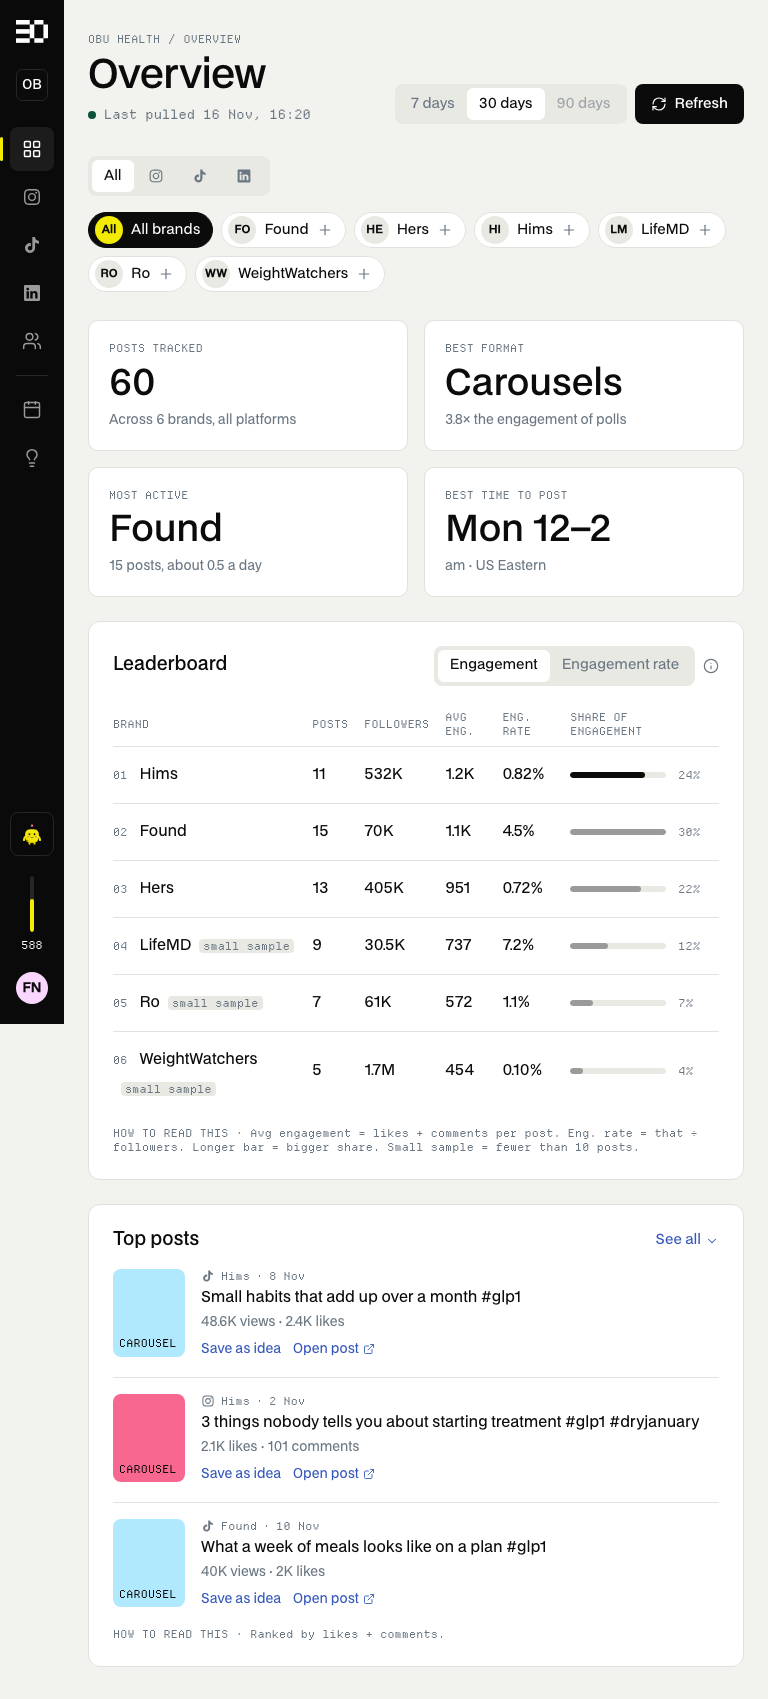 OBU HEALTH / OVERVIEW
Overview
Last pulled 16 Nov, 16:20
7 days 30 days 90 days Refresh
OB
All
All All brands FO Found HE Hers HI Hims LM LifeMD
RO Ro WW WeightWatchers
POSTS TRACKED
60
Across 6 brands, all platforms
BEST FORMAT
Carousels
3.8× the engagement of polls
MOST ACTIVE
Found
15 posts, about 0.5 a day
BEST TIME TO POST
Mon 12–2
am · US Eastern
Leaderboard
Engagement Engagement rate
BRAND POSTS FOLLOWERS AVG ENG. ENG. RATE SHARE OF ENGAGEMENT
01 Hims 11 532K 1.2K 0.82% 24%
02 Found 15 70K 1.1K 4.5% 30%
03 Hers 13 405K 951 0.72% 22%
04 LifeMD small sample 9 30.5K 737 7.2% 12%
05 Ro small sample 7 61K 572 1.1% 7%
06 WeightWatchers small sample 5 1.7M 454 0.10% 4%
HOW TO READ THIS · Avg engagement = likes + comments per post. Eng. rate = that ÷
followers. Longer bar = bigger share. Small sample = fewer than 10 posts.
588
FN
Top posts
See all
CAROUSEL
Hims · 8 Nov
Small habits that add up over a month #glp1
48.6K views · 2.4K likes
Save as idea Open post
CAROUSEL
Hims · 2 Nov
3 things nobody tells you about starting treatment #glp1 #dryjanuary
2.1K likes · 101 comments
Save as idea Open post
CAROUSEL
Found · 10 Nov
What a week of meals looks like on a plan #glp1
40K views · 2K likes
Save as idea Open post
HOW TO READ THIS · Ranked by likes + comments.